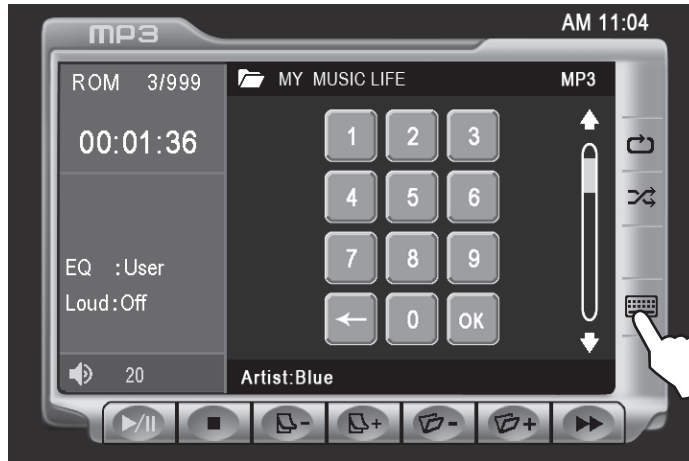 AM 11:04
MP3
ROM 3/999
MY MUSIC LIFE MP3
00:01:36
1 2 3
4 5 6
7 8 9
← 0 OK
EQ :User
Loud:Off
20
Artist:Blue
- + - +